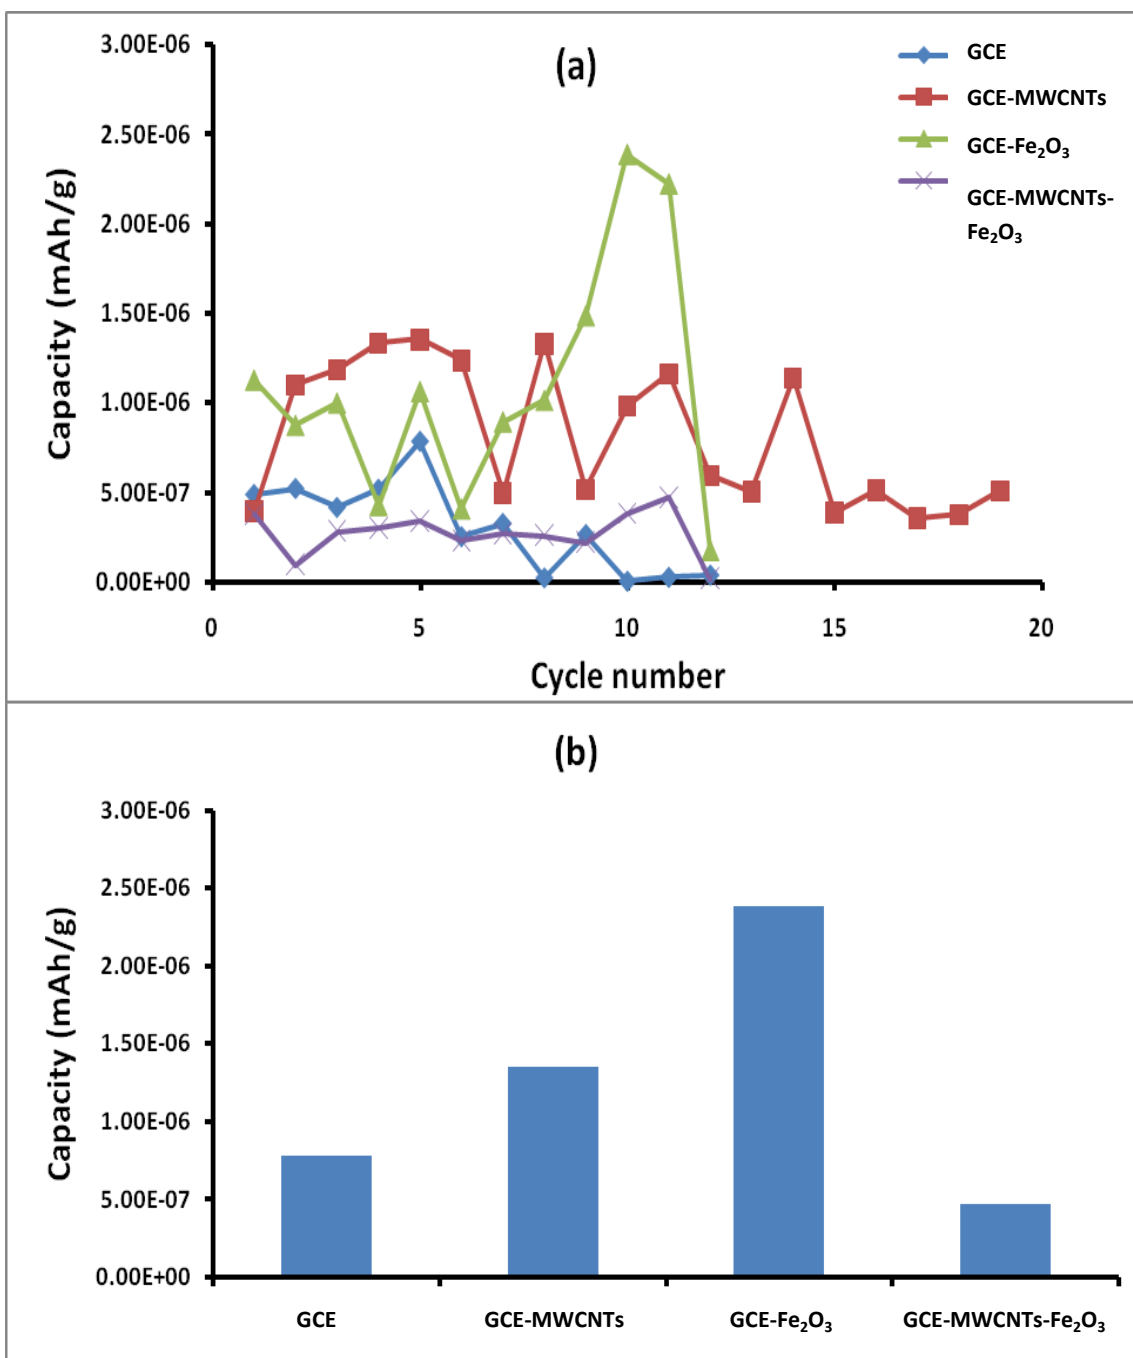 (a)
3.00E-06
2.50E-06
2.00E-06
1.50E-06
1.00E-06
5.00E-07
0.00E+00
Capacity (mAh/g)
0 5 10 15 20
Cycle number
GCE
GCE-MWCNTs
GCE-Fe₂O₃
GCE-MWCNTs-
Fe₂O₃
(b)
3.00E-06
2.50E-06
2.00E-06
1.50E-06
1.00E-06
5.00E-07
0.00E+00
Capacity (mAh/g)
GCE GCE-MWCNTs GCE-Fe₂O₃ GCE-MWCNTs-Fe₂O₃